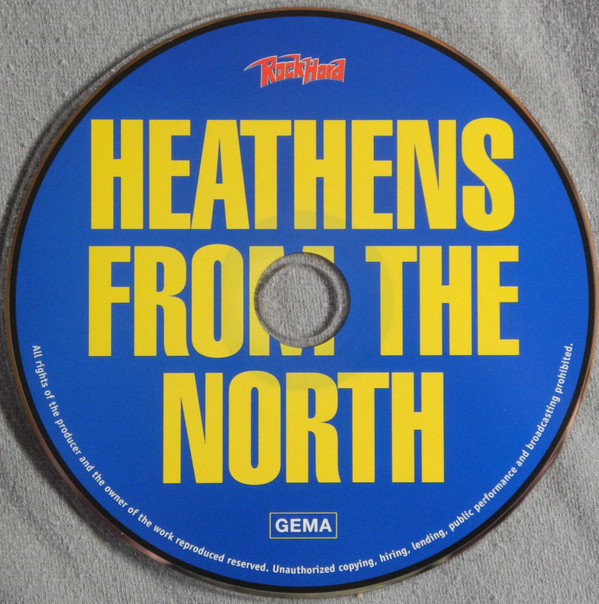 RockHard
HEATHENS
FROM THE
NORTH
GEMA
All rights of the producer and the owner of the work reproduced reserved. Unauthorized copying, hiring, lending, public performance and broadcasting prohibited.